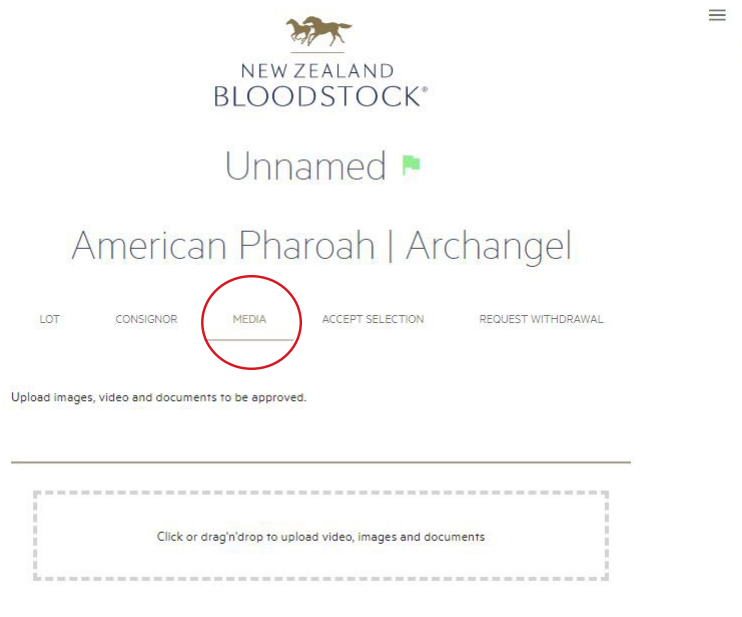 NEW ZEALAND
BLOODSTOCK®
Unnamed
American Pharoah | Archangel
LOT CONSIGNOR MEDIA ACCEPT SELECTION REQUEST WITHDRAWAL
Upload images, video and documents to be approved.
Click or drag'n'drop to upload video, images and documents